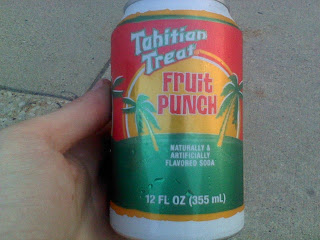 Tahitian
Treat
Fruit
PUNCH
NATURALLY &
ARTIFICIALLY
FLAVORED SODA
12 FL OZ (355 mL)